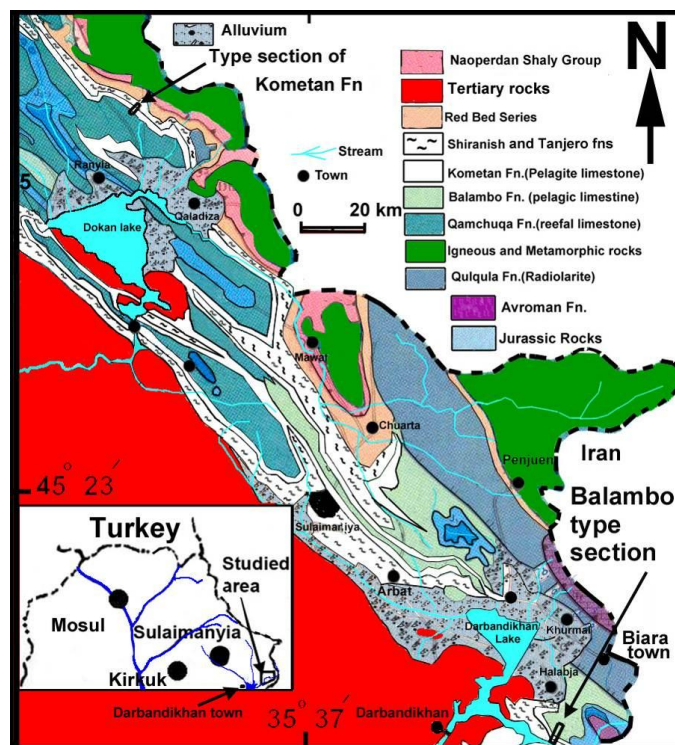 Alluvium
Type section of
Kometan Fn
N
Naoperdan Shaly Group
Tertiary rocks
Red Bed Series
Shiranish and Tanjero fns
Kometan Fn.(Pelagite limestone)
Balambo Fn. (pelagic limestine)
Qamchuqa Fn.(reefal limestone)
Igneous and Metamorphic rocks
Qulqula Fn.(Radiolarite)
Avroman Fn.
Jurassic Rocks
Stream
Town
0 20 km
Ranyia
5
Qaladiza
Dokan lake
Mawat
Chuarta
Penjuen
Iran
45° 23′
Balambo
type
section
Sulaimaniya
Arbat
Darbandikhan
Lake
Khurmal
Biara
town
Halabja
Darbandikhan
35° 37′
Turkey
Studied
area
Mosul
Sulaimanyia
Kirkuk
Darbandikhan town